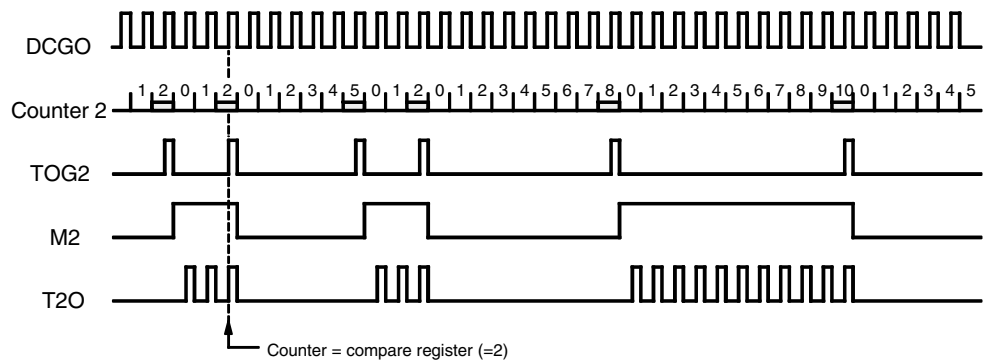 DCGO
Counter 2 1 2 0 1 2 0 1 2 3 4 5 0 1 2 0 1 2 3 4 5 6 7 8 0 1 2 3 4 5 6 7 8 9 10 0 1 2 3 4 5
TOG2
M2
T2O
Counter = compare register (=2)